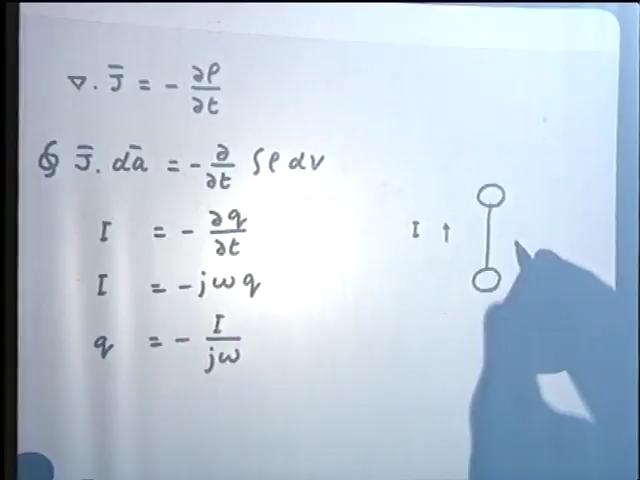 ∇. J̄ = - ∂ρ/∂t
∯ J̄. dā = - ∂/∂t ∫ρ dv
I = - ∂q/∂t
I = -jωq
q = - I/jω
I ↑